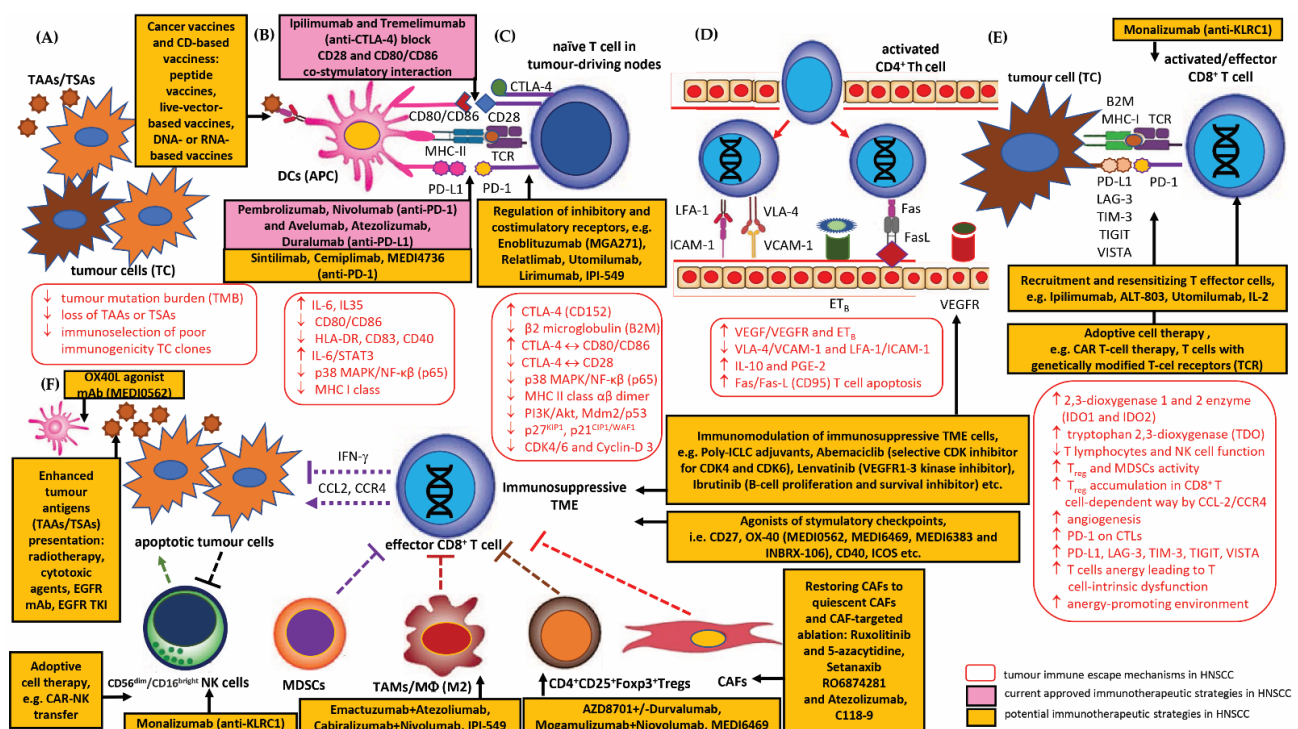 (A)
TAAs/TSAs
tumour cells (TC)
Cancer vaccines
and CD-based
vacciness:
peptide
vaccines,
live-vector-
based vaccines,
DNA- or RNA-
based vaccines
↓ tumour mutation burden (TMB)
↓ loss of TAAs or TSAs
↓ immunoselection of poor
immunogenicity TC clones
(B)
Ipilimumab and Tremelimumab
(anti-CTLA-4) block
CD28 and CD80/CD86
co-stymulatory interaction
DCs (APC)
CTLA-4
CD80/CD86 CD28
MHC-II
TCR
PD-L1 PD-1
Pembrolizumab, Nivolumab (anti-PD-1)
and Avelumab, Atezolizumab,
Duralumab (anti-PD-L1)
Sintilimab, Cemiplimab, MEDI4736
(anti-PD-1)
↑ IL-6, IL35
↓ CD80/CD86
↓ HLA-DR, CD83, CD40
↑ IL-6/STAT3
↓ p38 MAPK/NF-κβ (p65)
↓ MHC I class
(C)
naïve T cell in
tumour-driving nodes
Regulation of inhibitory and
costimulatory receptors, e.g.
Enoblituzumab (MGA271),
Relatlimab, Utomilumab,
Lirimumab, IPI-549
↑ CTLA-4 (CD152)
↓ β2 microglobulin (B2M)
↑ CTLA-4 ↔ CD80/CD86
↓ CTLA-4 ↔ CD28
↓ p38 MAPK/NF-κβ (p65)
↓ MHC II class αβ dimer
↓ PI3K/Akt, Mdm2/p53
↓ p27KIP1, p21CIP1/WAF1
↓ CDK4/6 and Cyclin-D 3
(D)
activated
CD4+ Th cell
LFA-1
ICAM-1
VLA-4
VCAM-1
Fas
FasL
ETB
VEGFR
↑ VEGF/VEGFR and ETB
↓ VLA-4/VCAM-1 and LFA-1/ICAM-1
↑ IL-10 and PGE-2
↑ Fas/Fas-L (CD95) T cell apoptosis
(E)
Monalizumab (anti-KLRC1)
activated/effector
CD8+ T cell
tumour cell (TC)
B2M
MHC-I TCR
PD-L1 PD-1
LAG-3
TIM-3
TIGIT
VISTA
Recruitment and resensitizing T effector cells,
e.g. Ipilimumab, ALT-803, Utomilumab, IL-2
Adoptive cell therapy ,
e.g. CAR T-cell therapy, T cells with
genetically modified T-cel receptors (TCR)
↑ 2,3-dioxygenase 1 and 2 enzyme
(IDO1 and IDO2)
↑ tryptophan 2,3-dioxygenase (TDO)
↓ T lymphocytes and NK cell function
↑ Treg and MDSCs activity
↑ Treg accumulation in CD8+ T
cell-dependent way by CCL-2/CCR4
↑ angiogenesis
↑ PD-1 on CTLs
↑ PD-L1, LAG-3, TIM-3, TIGIT, VISTA
↑ T cells anergy leading to T
cell-intrinsic dysfunction
↑ anergy-promoting environment
(F)
OX40L agonist
mAb (MEDI0562)
Enhanced
tumour
antigens
(TAAs/TSAs)
presentation:
radiotherapy,
cytotoxic
agents, EGFR
mAb, EGFR TKI
apoptotic tumour cells
IFN-γ
CCL2, CCR4
effector CD8+ T cell
Immunosuppressive
TME
Immunomodulation of immunosuppressive TME cells,
e.g. Poly-ICLC adjuvants, Abemaciclib (selective CDK inhibitor
for CDK4 and CDK6), Lenvatinib (VEGFR1-3 kinase inhibitor),
Ibrutinib (B-cell proliferation and survival inhibitor) etc.
Agonists of stymulatory checkpoints,
i.e. CD27, OX-40 (MEDI0562, MEDI6469, MEDI6383 and
INBRX-106), CD40, ICOS etc.
Restoring CAFs to
quiescent CAFs
and CAF-targeted
ablation: Ruxolitinib
and 5-azacytidine,
Setanaxib
RO6874281
and Atezolizumab,
C118-9
Adoptive
cell therapy,
e.g. CAR-NK
transfer
CD56dim/CD16bright NK cells
Monalizumab (anti-KLRC1)
MDSCs
TAMs/MΦ (M2)
Emactuzumab+Atezoliumab,
Cabiralizumab+Nivolumab, IPI-549
CD4+CD25+Foxp3+Tregs
AZD8701+/-Durvalumab,
Mogamulizumab+Niovolumab, MEDI6469
CAFs
tumour immune escape mechanisms in HNSCC
current approved immunotherapeutic strategies in HNSCC
potential immunotherapeutic strategies in HNSCC